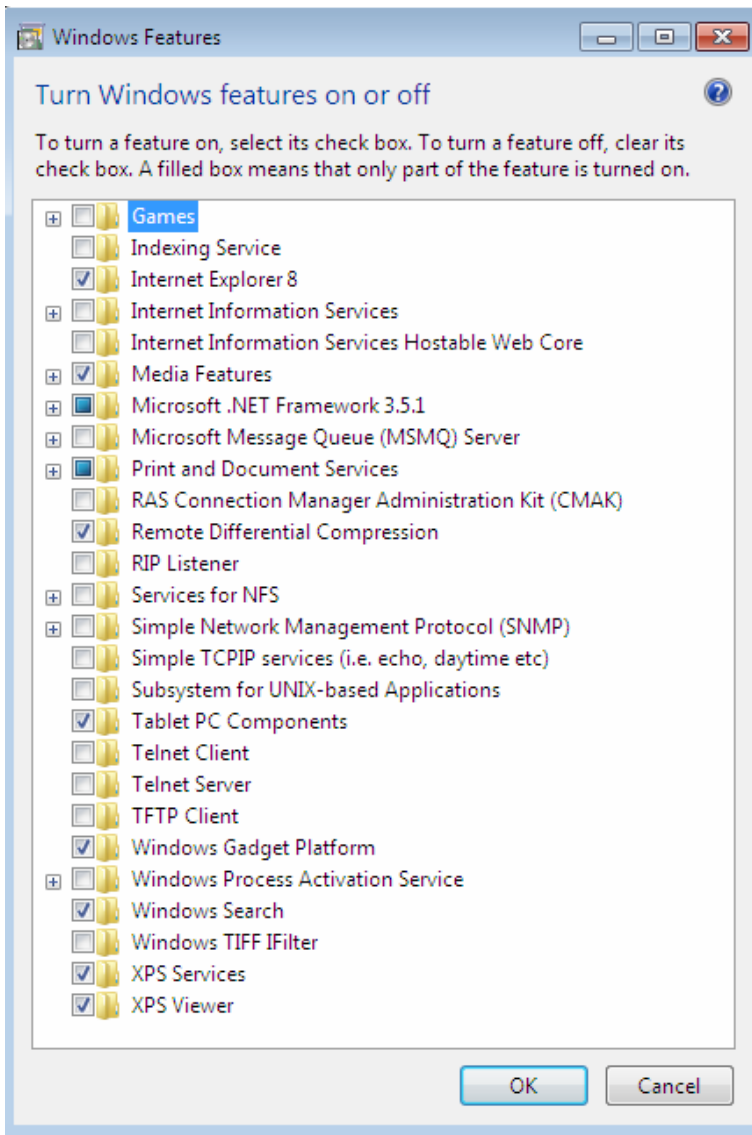 Windows Features
Turn Windows features on or off
To turn a feature on, select its check box. To turn a feature off, clear its
check box. A filled box means that only part of the feature is turned on.
Games
Indexing Service
Internet Explorer 8
Internet Information Services
Internet Information Services Hostable Web Core
Media Features
Microsoft .NET Framework 3.5.1
Microsoft Message Queue (MSMQ) Server
Print and Document Services
RAS Connection Manager Administration Kit (CMAK)
Remote Differential Compression
RIP Listener
Services for NFS
Simple Network Management Protocol (SNMP)
Simple TCPIP services (i.e. echo, daytime etc)
Subsystem for UNIX-based Applications
Tablet PC Components
Telnet Client
Telnet Server
TFTP Client
Windows Gadget Platform
Windows Process Activation Service
Windows Search
Windows TIFF IFilter
XPS Services
XPS Viewer
OK Cancel